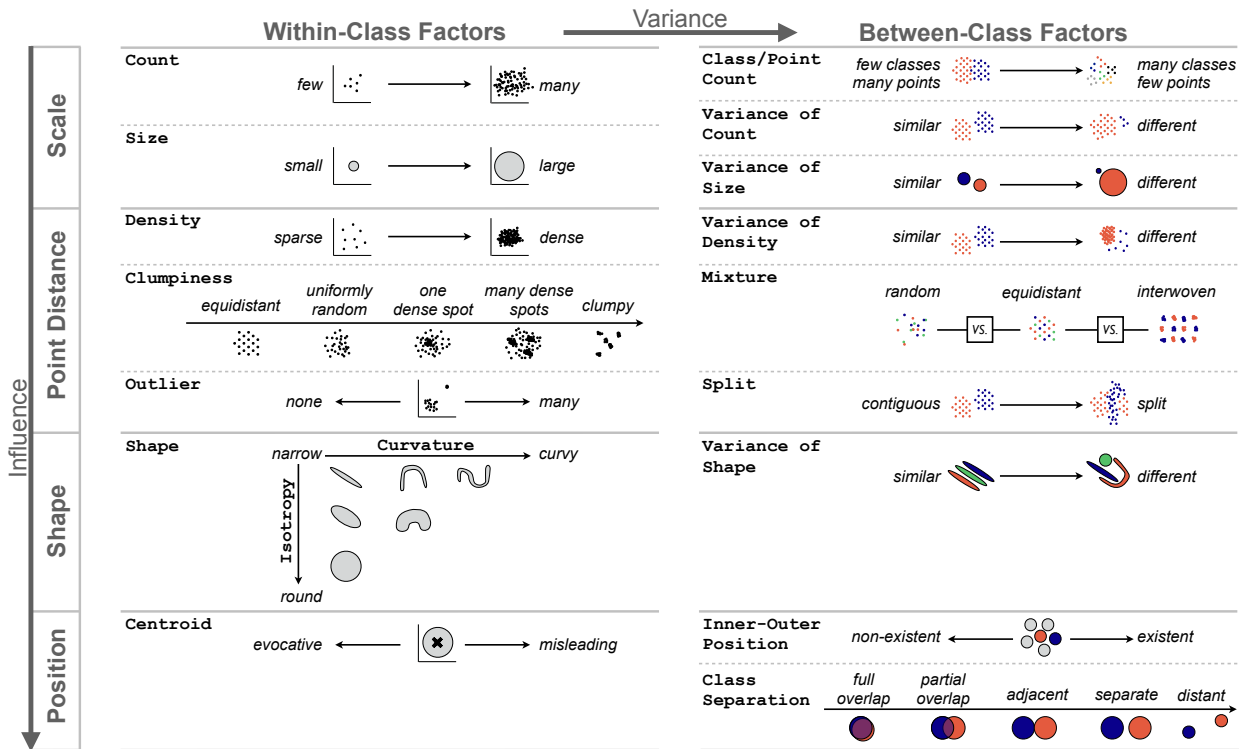 Variance
Within-Class Factors
Between-Class Factors
Influence
Scale
Count
few
many
Size
small
large
Class/Point
Count
few classes
many points
many classes
few points
Variance
of Count
similar
different
Variance
of Size
similar
different
Point Distance
Density
sparse
dense
Clumpiness
equidistant
uniformly
random
one
dense spot
many dense
spots
clumpy
Outlier
none
many
Variance of
Density
similar
different
Mixture
random
equidistant
interwoven
vs.
vs.
Split
contiguous
split
Shape
Shape
narrow
Curvature
curvy
Isotropy
round
Variance of
Shape
similar
different
Position
Centroid
evocative
misleading
Inner-Outer
Position
non-existent
existent
Class
Separation
full
overlap
partial
overlap
adjacent
separate
distant